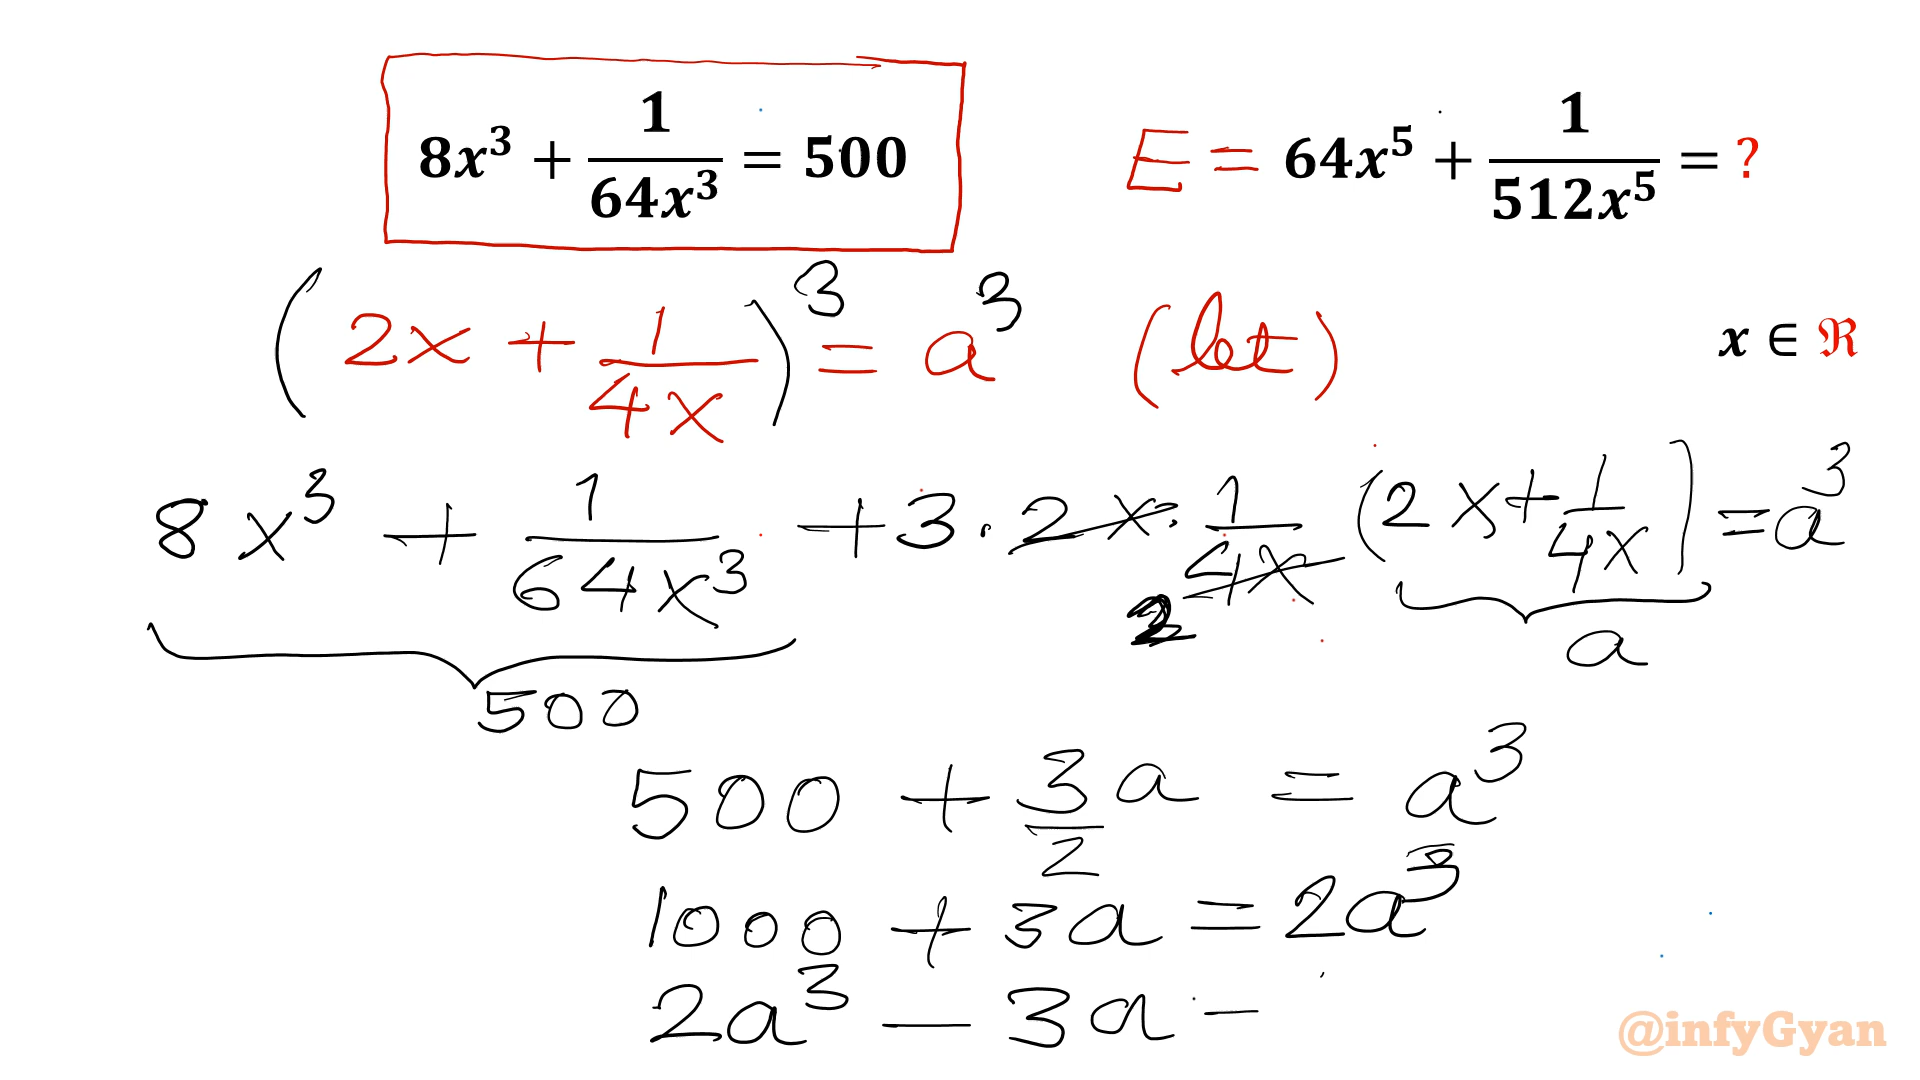 8x³ + 1/(64x³) = 500
E = 64x⁵ + 1/(512x⁵) = ?
(2x + 1/(4x))³ = a³ (let)
x ∈ ℜ
8x³ + 1/(64x³) + 3 · 2x · 1/(4x) (2x + 1/(4x)) = a³
2
a
500
500 + 3/2 a = a³
1000 + 3a = 2a³
2a³ − 3a −
@infyGyan